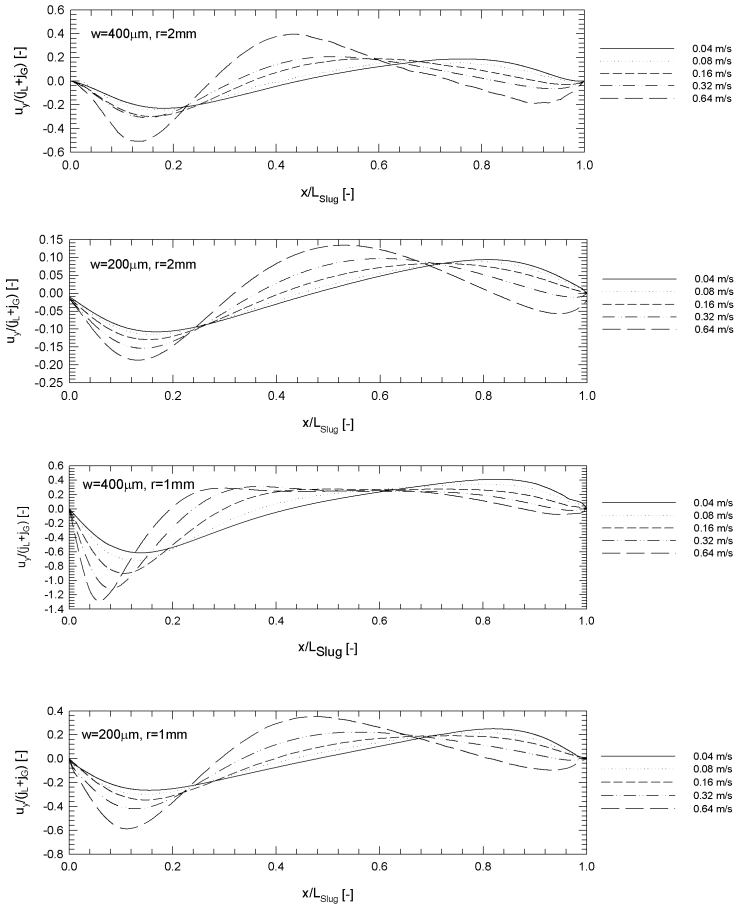 w=400μm, r=2mm
0.6
0.4
0.2
0.0
-0.2
-0.4
-0.6
u_y/(j_L+j_G) [-]
0.0 0.2 0.4 0.6 0.8 1.0
x/L_Slug [-]
0.04 m/s
0.08 m/s
0.16 m/s
0.32 m/s
0.64 m/s
w=200μm, r=2mm
0.15
0.10
0.05
0.00
-0.05
-0.10
-0.15
-0.20
-0.25
u_y/(j_L+j_G) [-]
0.0 0.2 0.4 0.6 0.8 1.0
x/L_Slug [-]
0.04 m/s
0.08 m/s
0.16 m/s
0.32 m/s
0.64 m/s
w=400μm, r=1mm
0.6
0.4
0.2
0.0
-0.2
-0.4
-0.6
-0.8
-1.0
-1.2
-1.4
u_y/(j_L+j_G) [-]
0.0 0.2 0.4 0.6 0.8 1.0
x/L_Slug [-]
0.04 m/s
0.08 m/s
0.16 m/s
0.32 m/s
0.64 m/s
w=200μm, r=1mm
0.4
0.2
0.0
-0.2
-0.4
-0.6
-0.8
u_y/(j_L+j_G) [-]
0.0 0.2 0.4 0.6 0.8 1.0
x/L_Slug [-]
0.04 m/s
0.08 m/s
0.16 m/s
0.32 m/s
0.64 m/s